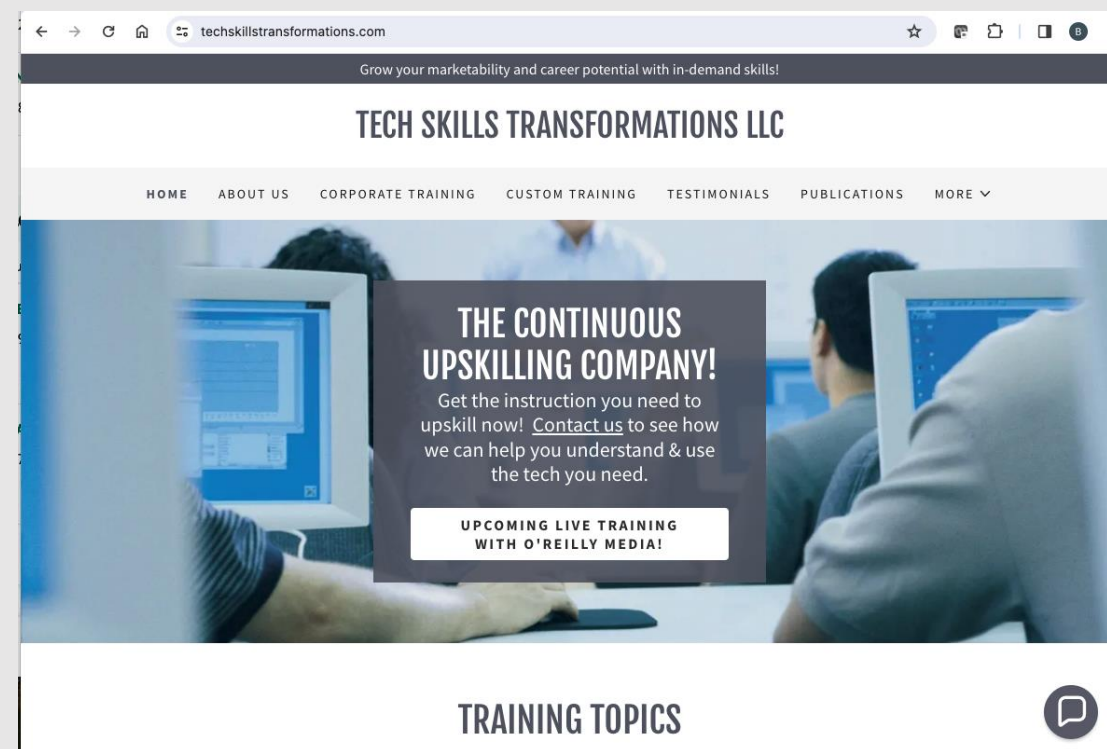 techskillstransformations.com
B
Grow your marketability and career potential with in-demand skills!
TECH SKILLS TRANSFORMATIONS LLC
HOME ABOUT US CORPORATE TRAINING CUSTOM TRAINING TESTIMONIALS PUBLICATIONS MORE
THE CONTINUOUS
UPSKILLING COMPANY!
Get the instruction you need to
upskill now! Contact us to see how
we can help you understand & use
the tech you need.
UPCOMING LIVE TRAINING
WITH O'REILLY MEDIA!
TRAINING TOPICS